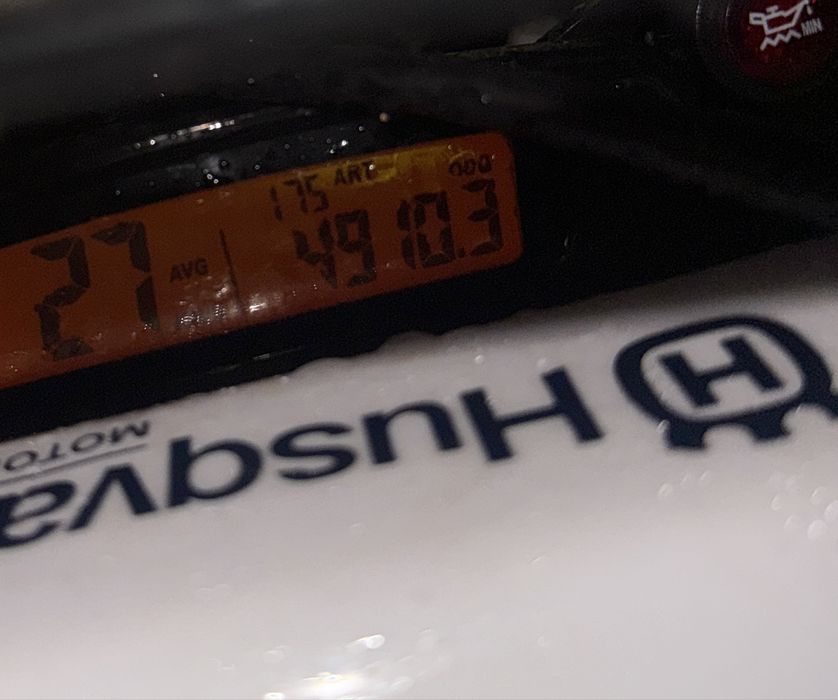 MIN
175 ART ODO
27 AVG 4910.3
Husqva
MOTO
H